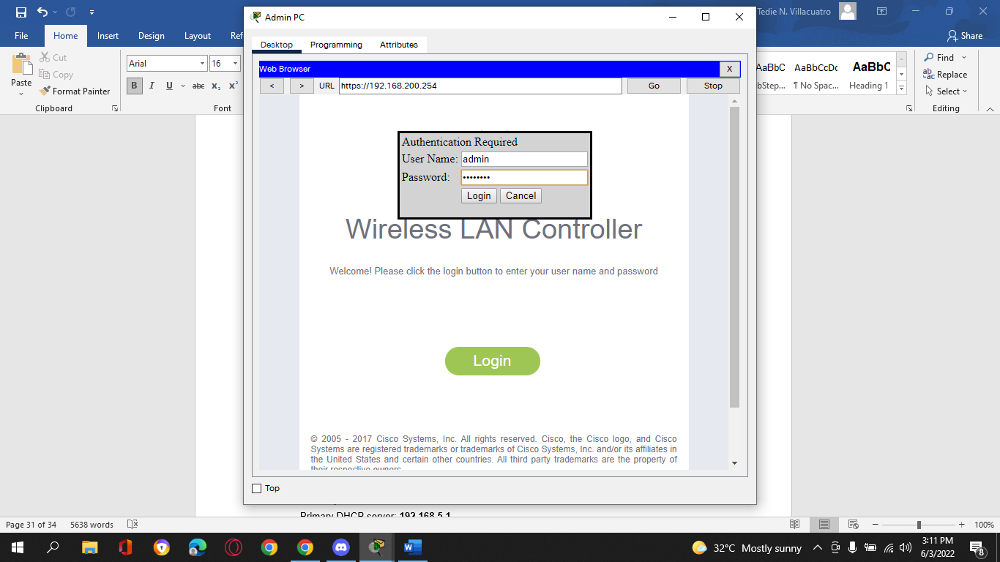 Tedie N. Villacuatro
File Home Insert Design Layout Ref Share
Paste
Cut
Copy
Format Painter
Clipboard
Arial 16
B I U abc x₂ x²
Font
Admin PC
Desktop Programming Attributes
Web Browser X
< > URL https://192.168.200.254 Go Stop
Authentication Required
User Name: admin
Password: ••••••••
Login Cancel
Wireless LAN Controller
Welcome! Please click the login button to enter your user name and password
Login
© 2005 - 2017 Cisco Systems, Inc. All rights reserved. Cisco, the Cisco logo, and Cisco
Systems are registered trademarks or trademarks of Cisco Systems, Inc. and/or its affiliates in
the United States and certain other countries. All third party trademarks are the property of
their respective owners.
Top
AaBbC AaBbCcDc AaBbC
bStep... ¶ No Spac... Heading 1
Find
Replace
Select
Editing
Primary DHCP server: 192.168.5.1
Page 31 of 34 5638 words 100%
32°C Mostly sunny
3:11 PM
6/3/2022
8